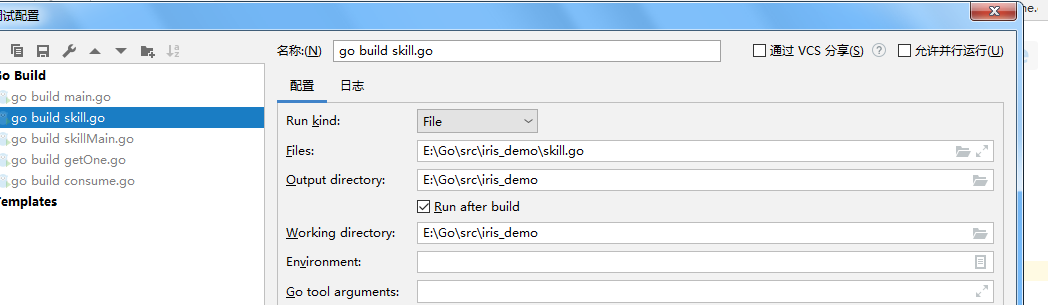 调试配置
名称:(N) go build skill.go 通过 VCS 分享(S) ? 允许并行运行(U)
Go Build
go build main.go
go build skill.go
go build skillMain.go
go build getOne.go
go build consume.go
Templates
配置 日志
Run kind: File
Files: E:\Go\src\iris_demo\skill.go
Output directory: E:\Go\src\iris_demo
Run after build
Working directory: E:\Go\src\iris_demo
Environment:
Go tool arguments: